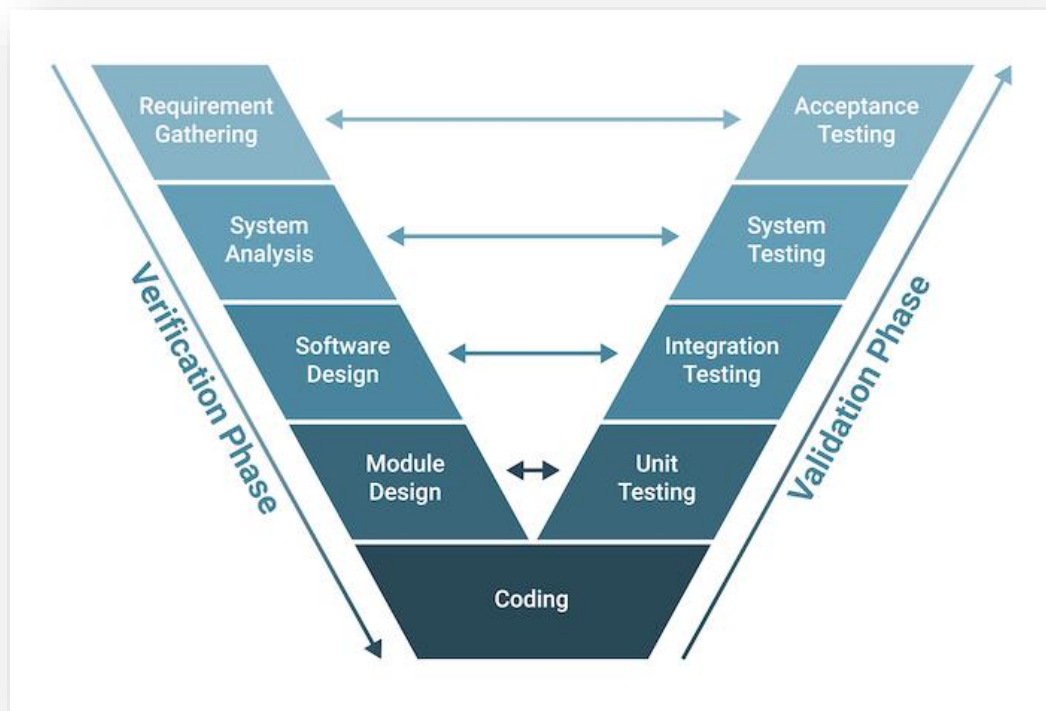 Requirement
Gathering
Acceptance
Testing
System
Analysis
System
Testing
Verification Phase
Validation Phase
Software
Design
Integration
Testing
Module
Design
Unit
Testing
Coding